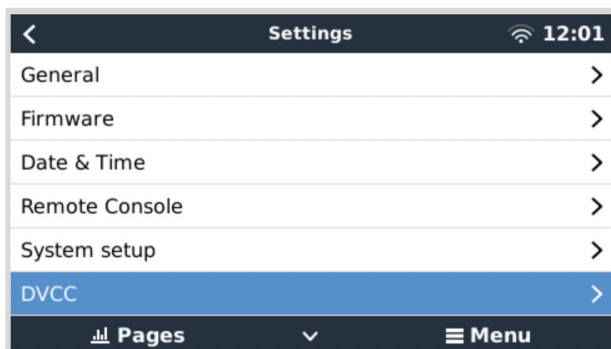 Settings 12:01
General
Firmware
Date & Time
Remote Console
System setup
DVCC
Pages Menu